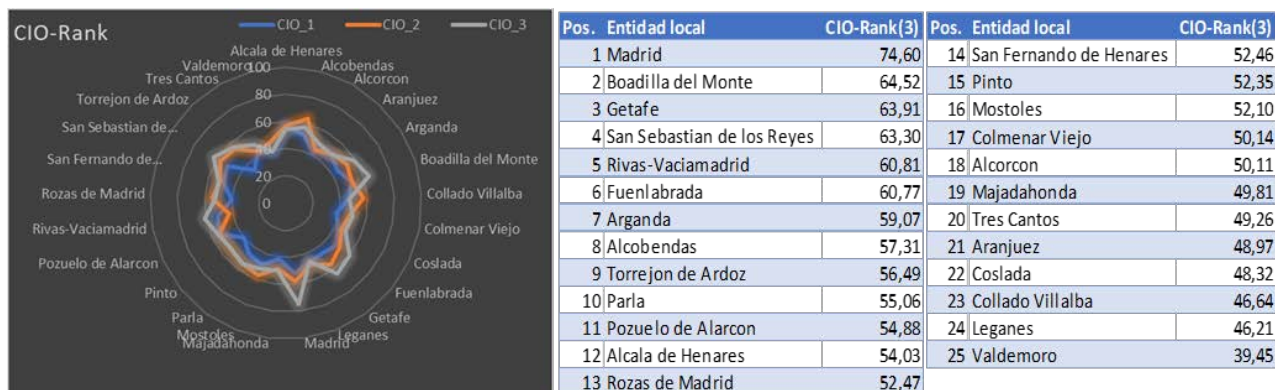 CIO-Rank
CIO_1
CIO_2
CIO_3
Alcala de Henares
Alcobendas
Alcorcon
Aranjuez
Arganda
Boadilla del Monte
Collado Villalba
Colmenar Viejo
Coslada
Fuenlabrada
Getafe
Leganes
Madrid
Majadahonda
Mostoles
Parla
Pinto
Pozuelo de Alarcon
Rivas-Vaciamadrid
Rozas de Madrid
San Fernando de...
San Sebastian de...
Torrejon de Ardoz
Tres Cantos
Valdemoro
100
80
60
40
20
0
Pos. Entidad local CIO-Rank(3)
1 Madrid 74,60
2 Boadilla del Monte 64,52
3 Getafe 63,91
4 San Sebastian de los Reyes 63,30
5 Rivas-Vaciamadrid 60,81
6 Fuenlabrada 60,77
7 Arganda 59,07
8 Alcobendas 57,31
9 Torrejon de Ardoz 56,49
10 Parla 55,06
11 Pozuelo de Alarcon 54,88
12 Alcala de Henares 54,03
13 Rozas de Madrid 52,47
Pos. Entidad local CIO-Rank(3)
14 San Fernando de Henares 52,46
15 Pinto 52,35
16 Mostoles 52,10
17 Colmenar Viejo 50,14
18 Alcorcon 50,11
19 Majadahonda 49,81
20 Tres Cantos 49,26
21 Aranjuez 48,97
22 Coslada 48,32
23 Collado Villalba 46,64
24 Leganes 46,21
25 Valdemoro 39,45